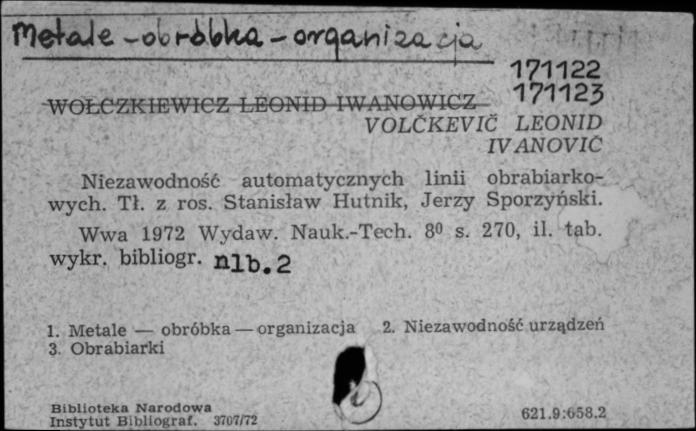 Metale - obróbka - organizacja
171122
171123
WOŁCZKIEWICZ LEONID IWANOWICZ
VOLČKEVIČ LEONID
IVANOVIČ
Niezawodność automatycznych linii obrabiarko-
wych. Tł. z ros. Stanisław Hutnik, Jerzy Sporzyński.
Wwa 1972 Wydaw. Nauk.-Tech. 8⁰ s. 270, il. tab.
wykr. bibliogr. nlb. 2
1. Metale — obróbka — organizacja 2. Niezawodność urządzeń
3. Obrabiarki
Biblioteka Narodowa
Instytut Bibliograf. 3707/72
621.9:658.2